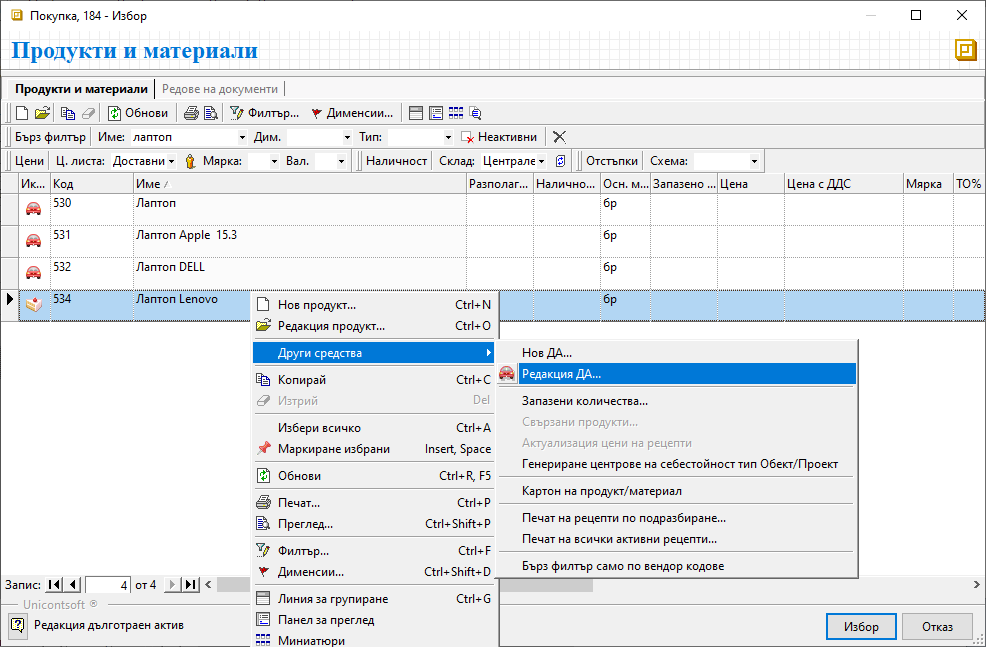 Покупка, 184 - Избор
Продукти и материали
Продукти и материали Редове на документи
Обнови Филтър... Дименсии...
Бърз филтър Име: лаптоп Дим. Тип: Неактивни
Цени Ц. листа: Доставни Мярка: Вал. Наличност Склад: Централе Отстъпки Схема:
Ик... Код Име Разполаг... Налично... Осн. м... Запазено ... Цена Цена с ДДС Мярка ТО%
530 Лаптоп бр
531 Лаптоп Apple 15.3 бр
532 Лаптоп DELL бр
534 Лаптоп Lenovo бр
Нов продукт... Ctrl+N
Редакция продукт... Ctrl+O
Други средства
Копирай Ctrl+C
Изтрий Del
Избери всичко Ctrl+A
Маркиране избрани Insert, Space
Обнови Ctrl+R, F5
Печат... Ctrl+P
Преглед... Ctrl+Shift+P
Филтър... Ctrl+F
Дименсии... Ctrl+Shift+D
Линия за групиране Ctrl+G
Панел за преглед
Миниатюри
Нов ДА...
Редакция ДА...
Запазени количества...
Свързани продукти...
Актуализация цени на рецепти
Генериране центрове на себестойност тип Обект/Проект
Картон на продукт/материал
Печат на рецепти по подразбиране...
Печат на всички активни рецепти...
Бърз филтър само по вендор кодове
Запис: 4 от 4
Unicontsoft ®
Редакция дълготраен актив
Избор Отказ